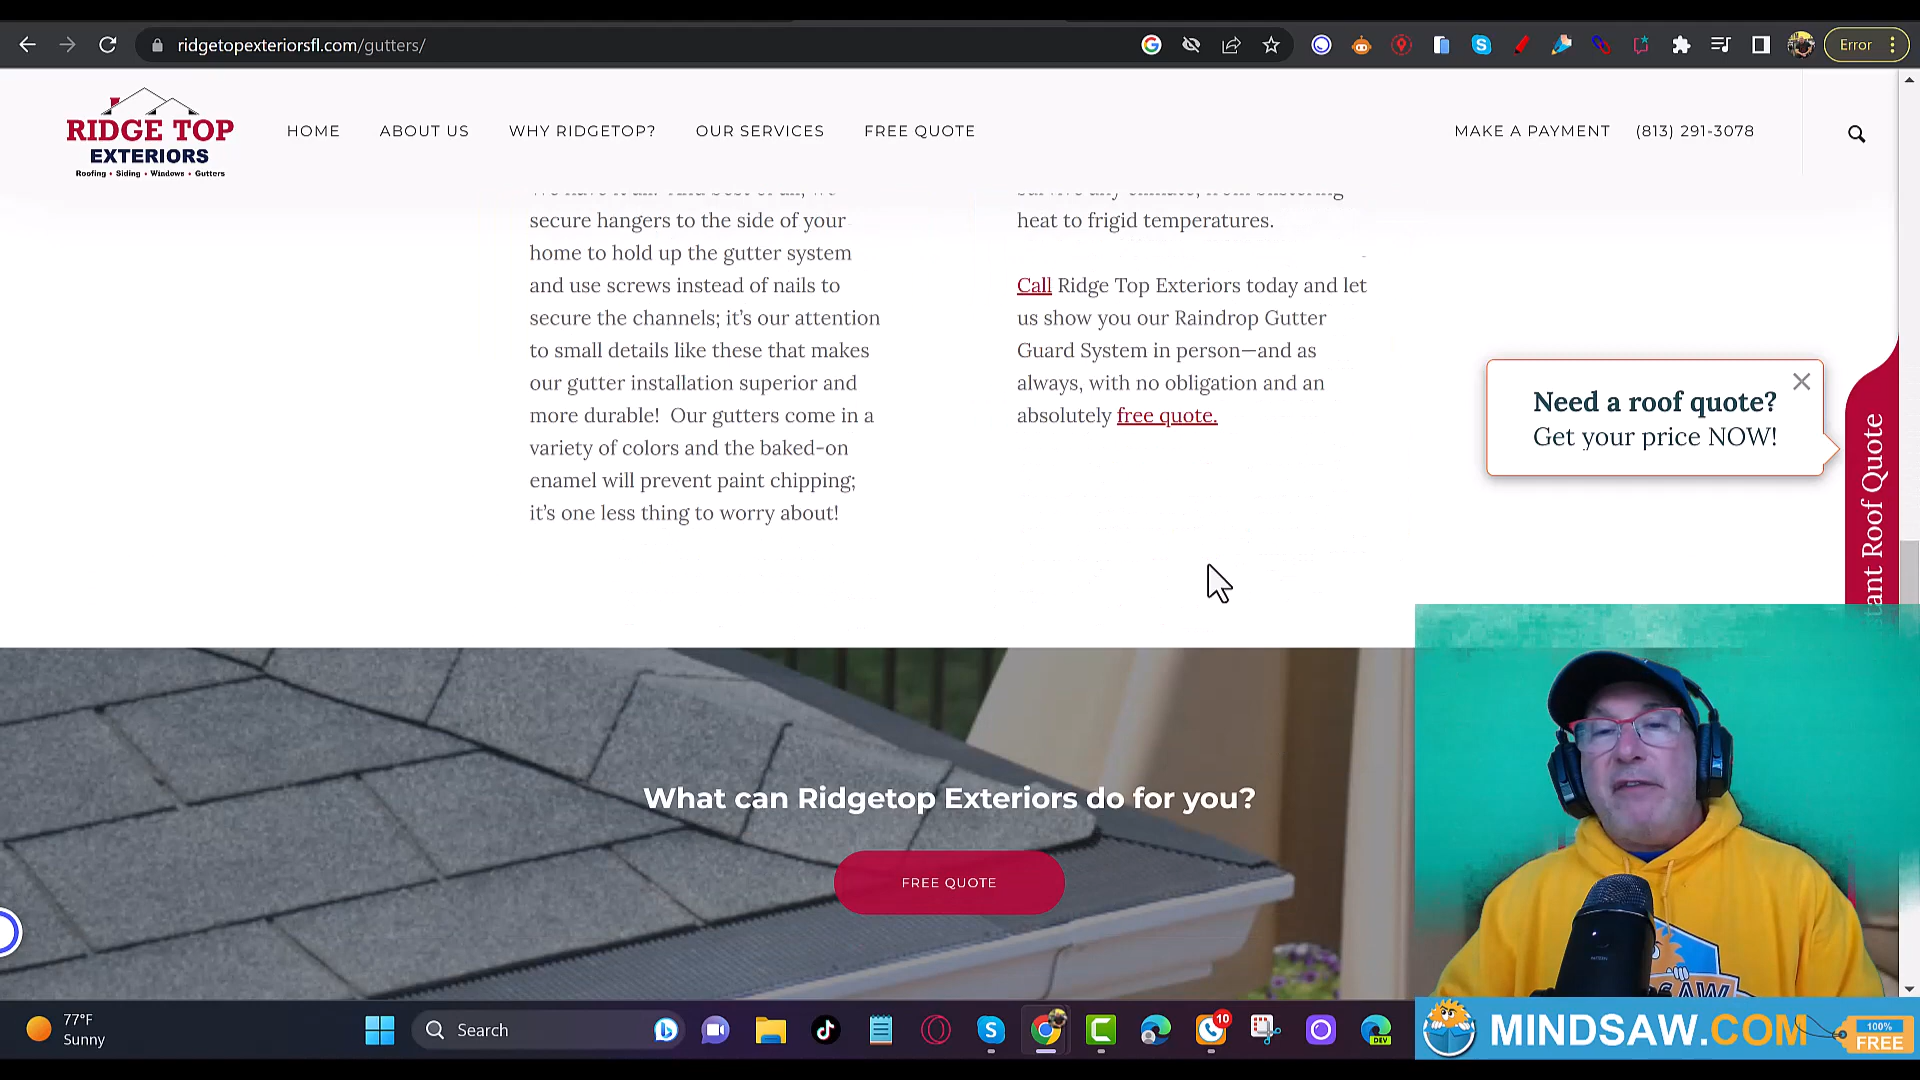 ridgetopexteriorsfl.com/gutters/
Error
RIDGE TOP
EXTERIORS
Roofing • Siding • Windows • Gutters
HOME
ABOUT US
WHY RIDGETOP?
OUR SERVICES
FREE QUOTE
MAKE A PAYMENT
(813) 291-3078
secure hangers to the side of your
home to hold up the gutter system
and use screws instead of nails to
secure the channels; it’s our attention
to small details like these that makes
our gutter installation superior and
more durable!  Our gutters come in a
variety of colors and the baked-on
enamel will prevent paint chipping;
it’s one less thing to worry about!
heat to frigid temperatures.
Call Ridge Top Exteriors today and let
us show you our Raindrop Gutter
Guard System in person—and as
always, with no obligation and an
absolutely free quote.
Need a roof quote?
Get your price NOW!
Roof Quote
What can Ridgetop Exteriors do for you?
FREE QUOTE
77°F
Sunny
Search
10
DEV
MINDSAW.COM
100%
FREE